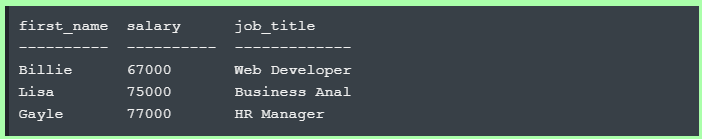 first_name  salary      job_title
----------  ----------  -------------
Billie      67000       Web Developer
Lisa        75000       Business Anal
Gayle       77000       HR Manager